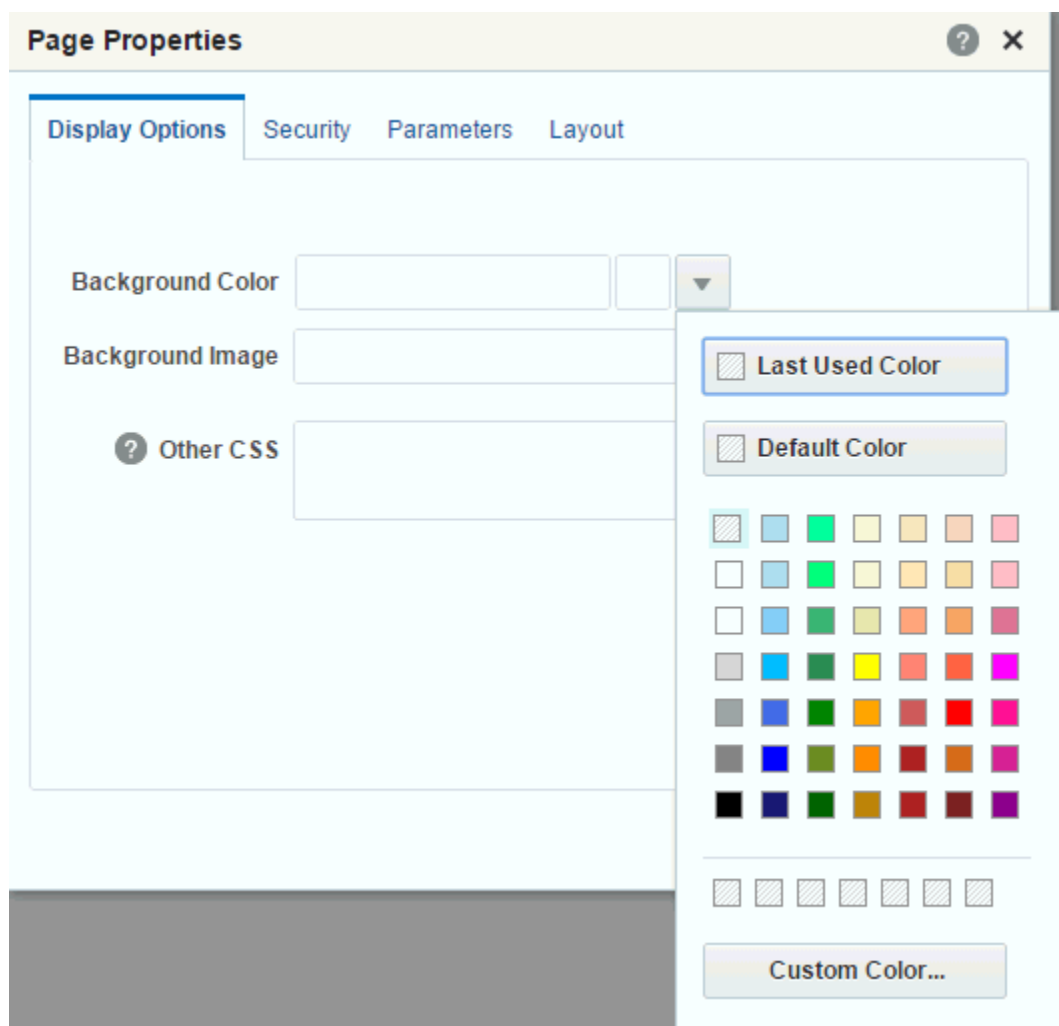 Page Properties
Display Options Security Parameters Layout
Background Color
Background Image
Other CSS
Last Used Color
Default Color
Custom Color...